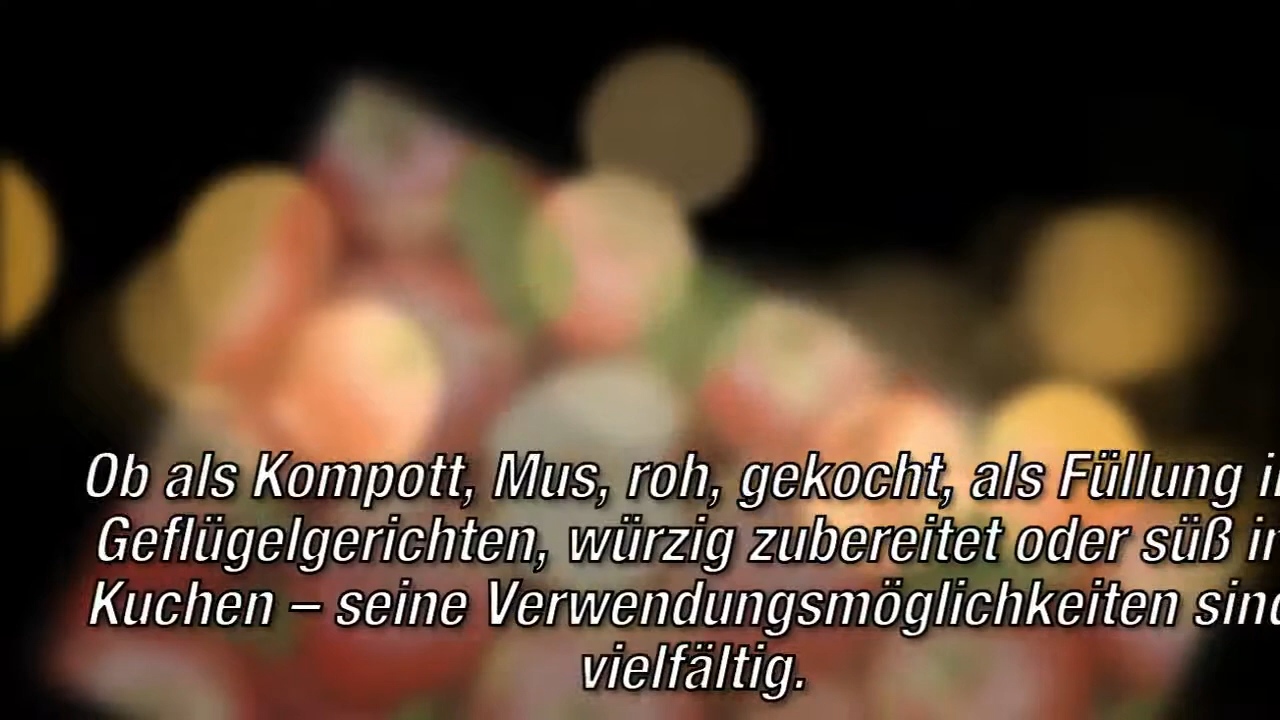 Ob als Kompott, Mus, roh, gekocht, als Füllung
Geflügelgerichten, würzig zubereitet oder süß
Kuchen – seine Verwendungsmöglichkeiten
vielfältig.